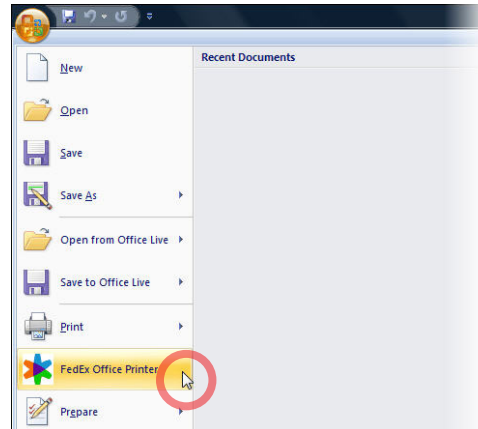 Recent Documents
New
Open
Save
Save As
Open from Office Live
Save to Office Live
Print
FedEx Office Printer
Prepare